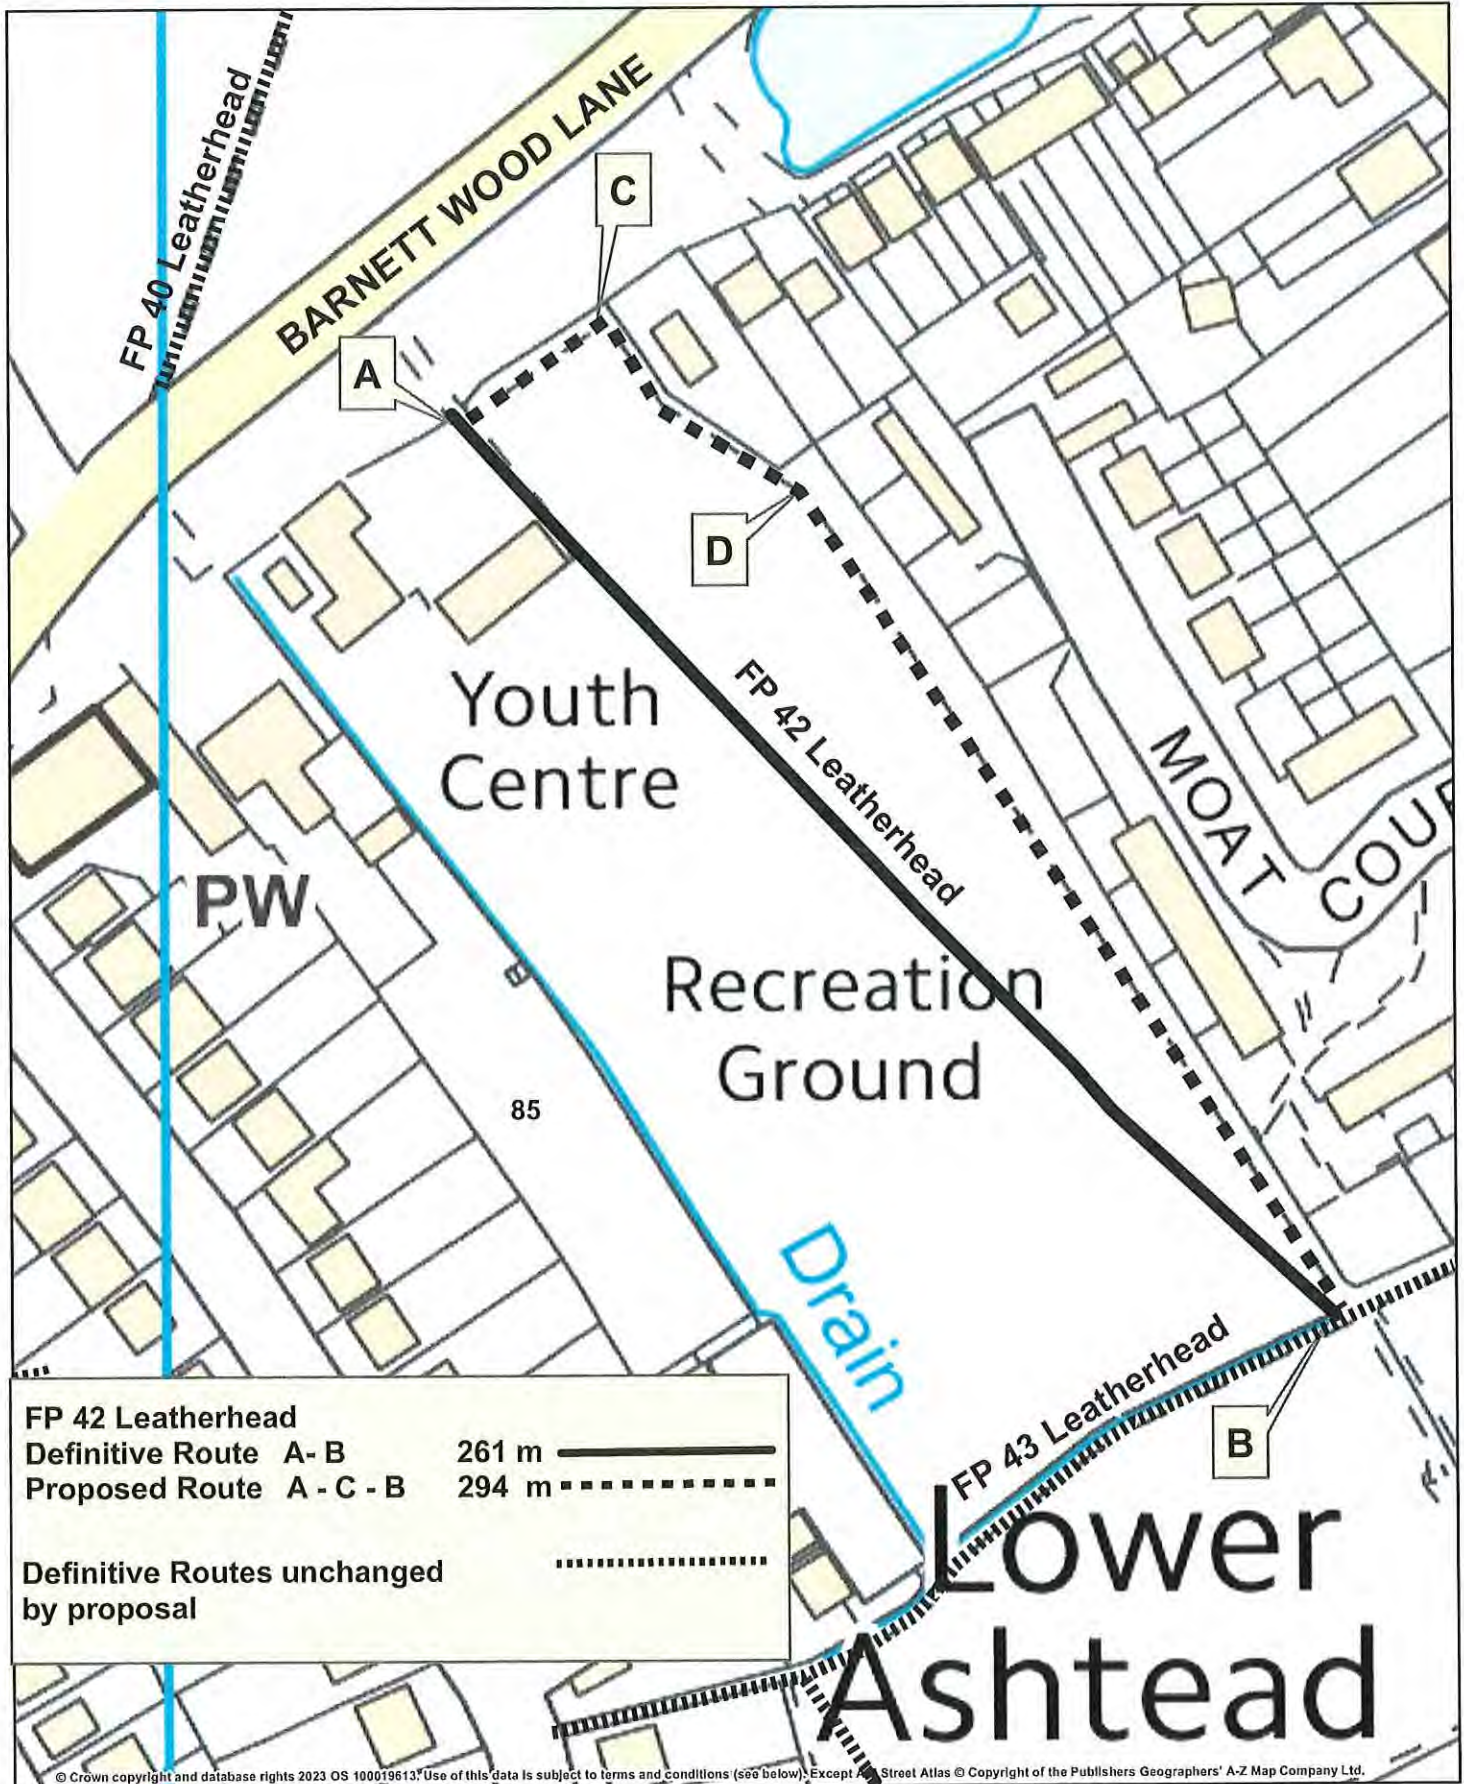 FP 40 Leatherhead
BARNETT WOOD LANE
C
A
D
FP 42 Leatherhead
Youth
Centre
MOAT
PW
Recreation
Ground
85
Drain
FP 43 Leatherhead
B
Lower
Ashtead
FP 42 Leatherhead
Definitive Route A- B 261 m
Proposed Route A - C - B 294 m
Definitive Routes unchanged
by proposal
© Crown copyright and database rights 2023 OS 100019613. Use of this data is subject to terms and conditions (see below). Except Street Atlas © Copyright of the Publishers Geographers' A-Z Map Company Ltd.